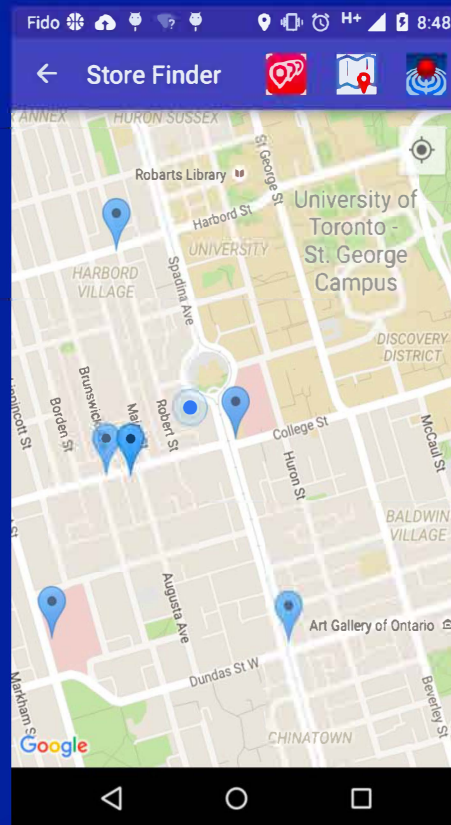 Fido H+ 8:48
Store Finder
ANNEX HURON SUSSEX
St George St
Robarts Library
Harbord St
University of
Toronto -
St. George
Campus
UNIVERSITY
HARBORD
VILLAGE
Spadina Ave
DISCOVERY
DISTRICT
Lippincott St
Borden St
Brunswick
Robert St
College St
McCaul St
Huron St
BALDWIN
VILLAGE
Augusta Ave
Art Gallery of Ontario
Dundas St W
Markham S
Beverley St
Google
CHINATOWN